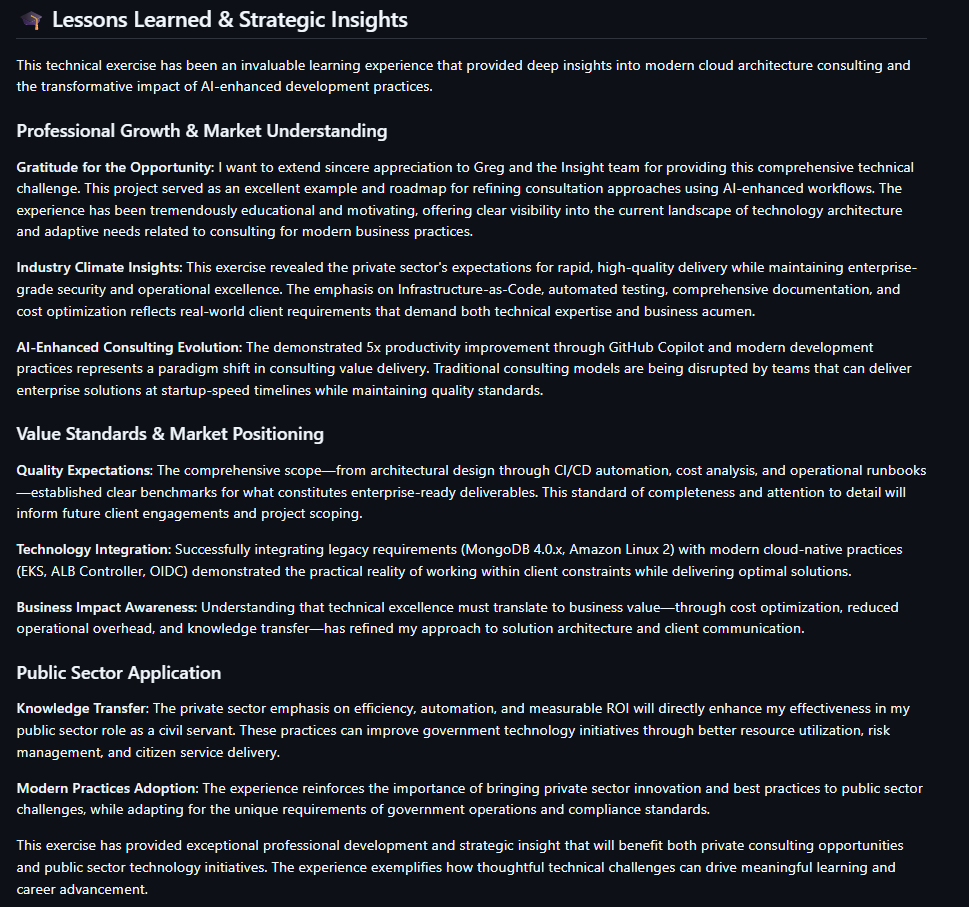 Lessons Learned & Strategic Insights
This technical exercise has been an invaluable learning experience that provided deep insights into modern cloud architecture consulting and
the transformative impact of AI-enhanced development practices.
Professional Growth & Market Understanding
Gratitude for the Opportunity: I want to extend sincere appreciation to Greg and the Insight team for providing this comprehensive technical
challenge. This project served as an excellent example and roadmap for refining consultation approaches using AI-enhanced workflows. The
experience has been tremendously educational and motivating, offering clear visibility into the current landscape of technology architecture
and adaptive needs related to consulting for modern business practices.
Industry Climate Insights: This exercise revealed the private sector's expectations for rapid, high-quality delivery while maintaining enterprise-
grade security and operational excellence. The emphasis on Infrastructure-as-Code, automated testing, comprehensive documentation, and
cost optimization reflects real-world client requirements that demand both technical expertise and business acumen.
AI-Enhanced Consulting Evolution: The demonstrated 5x productivity improvement through GitHub Copilot and modern development
practices represents a paradigm shift in consulting value delivery. Traditional consulting models are being disrupted by teams that can deliver
enterprise solutions at startup-speed timelines while maintaining quality standards.
Value Standards & Market Positioning
Quality Expectations: The comprehensive scope—from architectural design through CI/CD automation, cost analysis, and operational runbooks
—established clear benchmarks for what constitutes enterprise-ready deliverables. This standard of completeness and attention to detail will
inform future client engagements and project scoping.
Technology Integration: Successfully integrating legacy requirements (MongoDB 4.0.x, Amazon Linux 2) with modern cloud-native practices
(EKS, ALB Controller, OIDC) demonstrated the practical reality of working within client constraints while delivering optimal solutions.
Business Impact Awareness: Understanding that technical excellence must translate to business value—through cost optimization, reduced
operational overhead, and knowledge transfer—has refined my approach to solution architecture and client communication.
Public Sector Application
Knowledge Transfer: The private sector emphasis on efficiency, automation, and measurable ROI will directly enhance my effectiveness in my
public sector role as a civil servant. These practices can improve government technology initiatives through better resource utilization, risk
management, and citizen service delivery.
Modern Practices Adoption: The experience reinforces the importance of bringing private sector innovation and best practices to public sector
challenges, while adapting for the unique requirements of government operations and compliance standards.
This exercise has provided exceptional professional development and strategic insight that will benefit both private consulting opportunities
and public sector technology initiatives. The experience exemplifies how thoughtful technical challenges can drive meaningful learning and
career advancement.